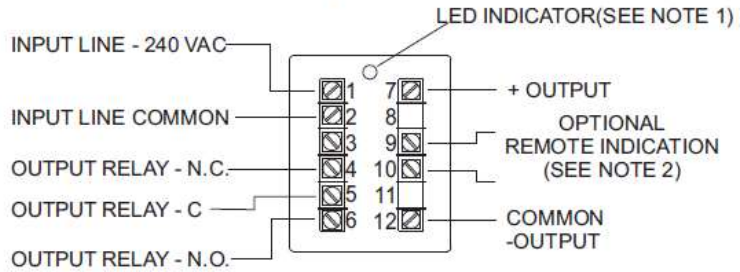 LED INDICATOR(SEE NOTE 1)
INPUT LINE - 240 VAC
INPUT LINE COMMON
OUTPUT RELAY - N.C.
OUTPUT RELAY - C
OUTPUT RELAY - N.O.
1 7
2 8
3 9
4 10
5 11
6 12
+ OUTPUT
OPTIONAL
REMOTE INDICATION
(SEE NOTE 2)
COMMON
-OUTPUT